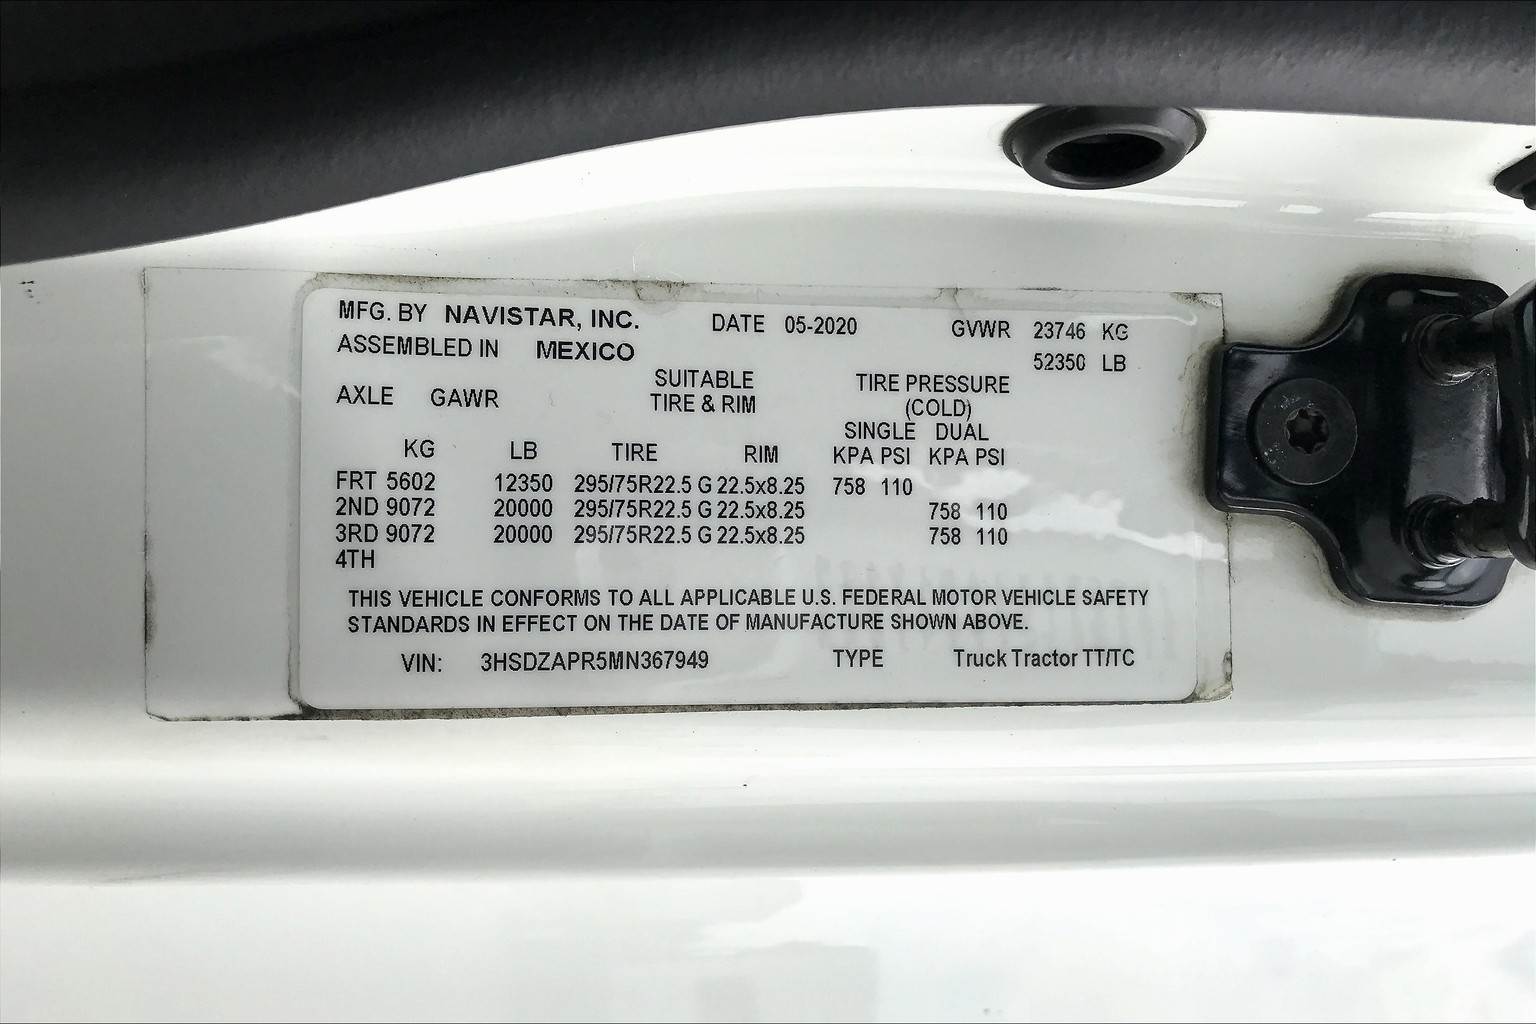 MFG. BY NAVISTAR, INC. DATE 05-2020 GVWR 23746 KG
ASSEMBLED IN MEXICO 52350 LB
AXLE GAWR SUITABLE TIRE PRESSURE
TIRE & RIM (COLD)
SINGLE DUAL
KG LB TIRE RIM KPA PSI KPA PSI
FRT 5602 12350 295/75R22.5 G 22.5x8.25 758 110
2ND 9072 20000 295/75R22.5 G 22.5x8.25 758 110
3RD 9072 20000 295/75R22.5 G 22.5x8.25 758 110
4TH
THIS VEHICLE CONFORMS TO ALL APPLICABLE U.S. FEDERAL MOTOR VEHICLE SAFETY
STANDARDS IN EFFECT ON THE DATE OF MANUFACTURE SHOWN ABOVE.
VIN: 3HSDZAPR5MN367949 TYPE Truck Tractor TT/TC